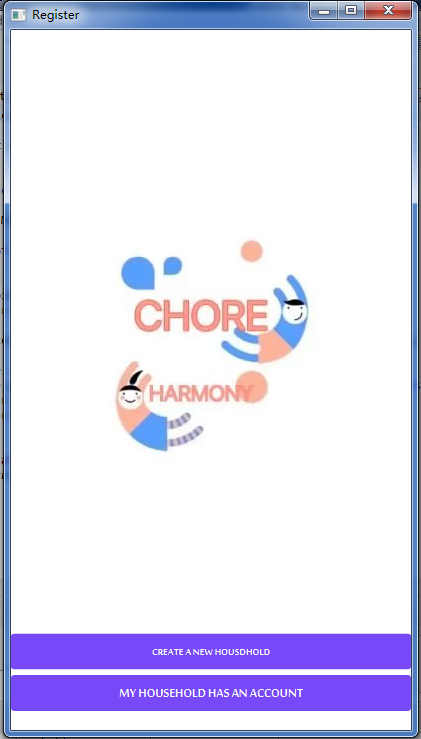 Register
CHORE
HARMONY
CREATE A NEW HOUSDHOLD
MY HOUSEHOLD HAS AN ACCOUNT